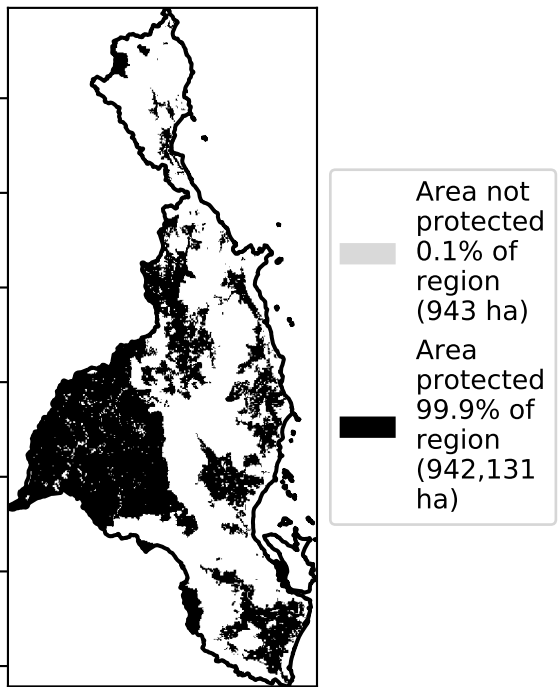 Area not
protected
0.1% of
region
(943 ha)
Area
protected
99.9% of
region
(942,131
ha)